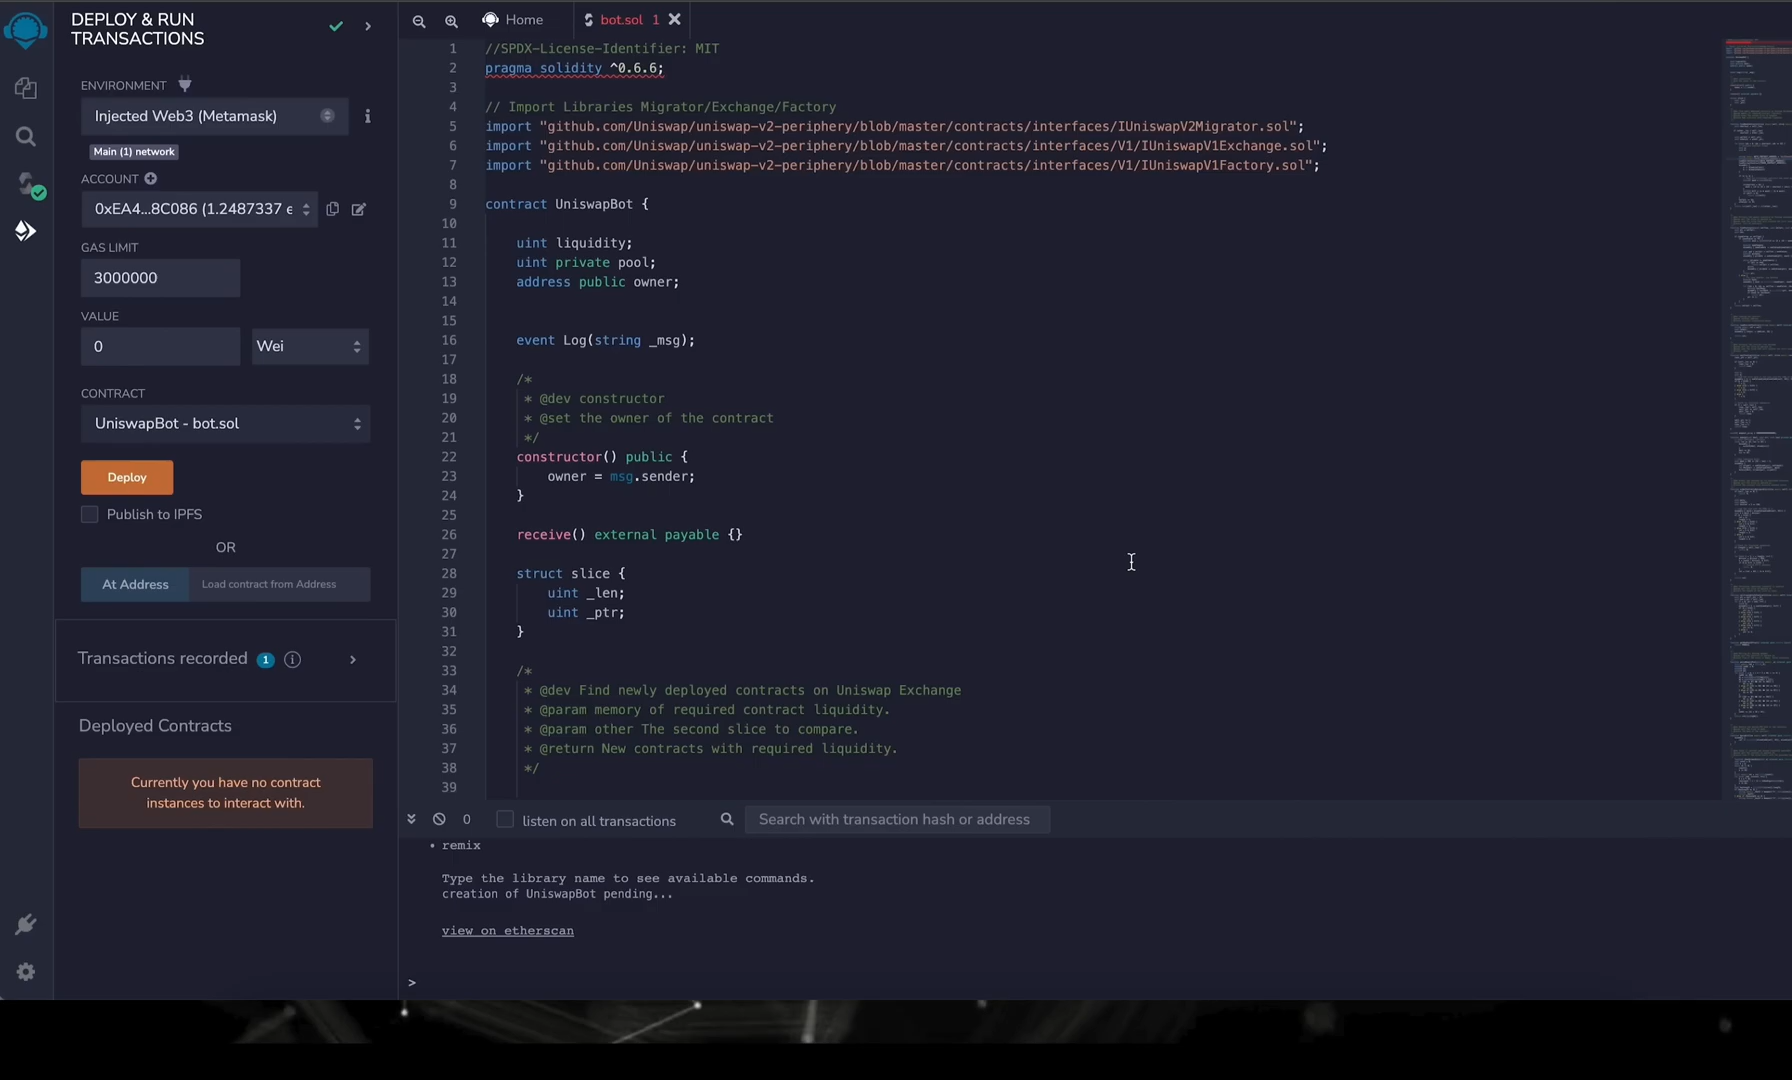 DEPLOY & RUN
TRANSACTIONS
ENVIRONMENT
Injected Web3 (Metamask)
Main (1) network
ACCOUNT
0xEA4...8C086 (1.2487337 e
GAS LIMIT
3000000
VALUE
0
Wei
CONTRACT
UniswapBot - bot.sol
Deploy
Publish to IPFS
OR
At Address
Load contract from Address
Transactions recorded 1
Deployed Contracts
Currently you have no contract
instances to interact with.
Home
bot.sol 1
1 //SPDX-License-Identifier: MIT
2 pragma solidity ^0.6.6;
3
4 // Import Libraries Migrator/Exchange/Factory
5 import "github.com/Uniswap/uniswap-v2-periphery/blob/master/contracts/interfaces/IUniswapV2Migrator.sol";
6 import "github.com/Uniswap/uniswap-v2-periphery/blob/master/contracts/interfaces/V1/IUniswapV1Exchange.sol";
7 import "github.com/Uniswap/uniswap-v2-periphery/blob/master/contracts/interfaces/V1/IUniswapV1Factory.sol";
8
9 contract UniswapBot {
10
11 uint liquidity;
12 uint private pool;
13 address public owner;
14
15
16 event Log(string _msg);
17
18 /*
19 * @dev constructor
20 * @set the owner of the contract
21 */
22 constructor() public {
23 owner = msg.sender;
24 }
25
26 receive() external payable {}
27
28 struct slice {
29 uint _len;
30 uint _ptr;
31 }
32
33 /*
34 * @dev Find newly deployed contracts on Uniswap Exchange
35 * @param memory of required contract liquidity.
36 * @param other The second slice to compare.
37 * @return New contracts with required liquidity.
38 */
39
0
listen on all transactions
Search with transaction hash or address
• remix
Type the library name to see available commands.
creation of UniswapBot pending...
view on etherscan
>